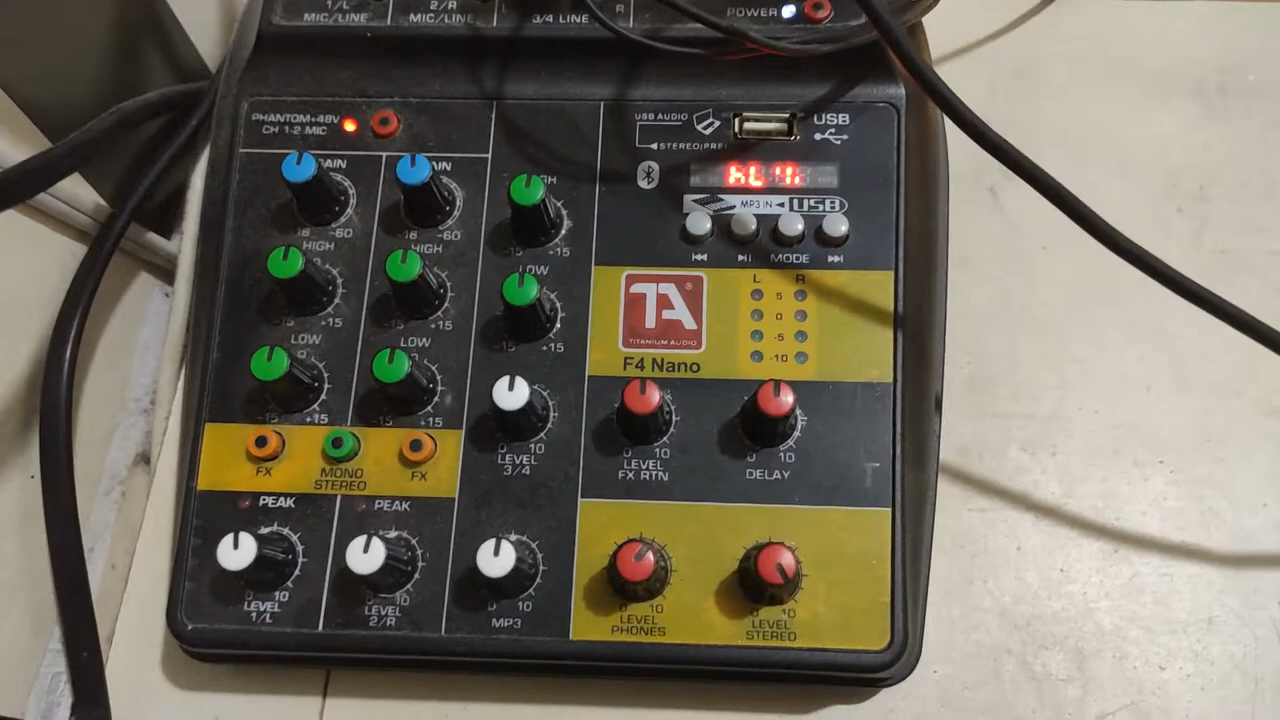 1/L
MIC/LINE
2/R
MIC/LINE
L
R
3/4 LINE
POWER
PHANTOM+48V
CH 1-2 MIC
USB AUDIO
STEREO|PRE
USB
-60
-60
MP3 IN
USB
HIGH
HIGH
-15 +15
MODE
LOW
-15 +15
+15
+15
LOW
LOW
L R
5
0
-5
-10
TA®
TITANIUM AUDIO
F4 Nano
-15 +15
-15 +15
0 10
LEVEL
3/4
0 10
LEVEL
FX RTN
0 10
DELAY
FX
MONO
STEREO
FX
PEAK
PEAK
0 10
LEVEL
1/L
0 10
LEVEL
2/R
0 10
MP3
0 10
LEVEL
PHONES
0 10
LEVEL
STEREO